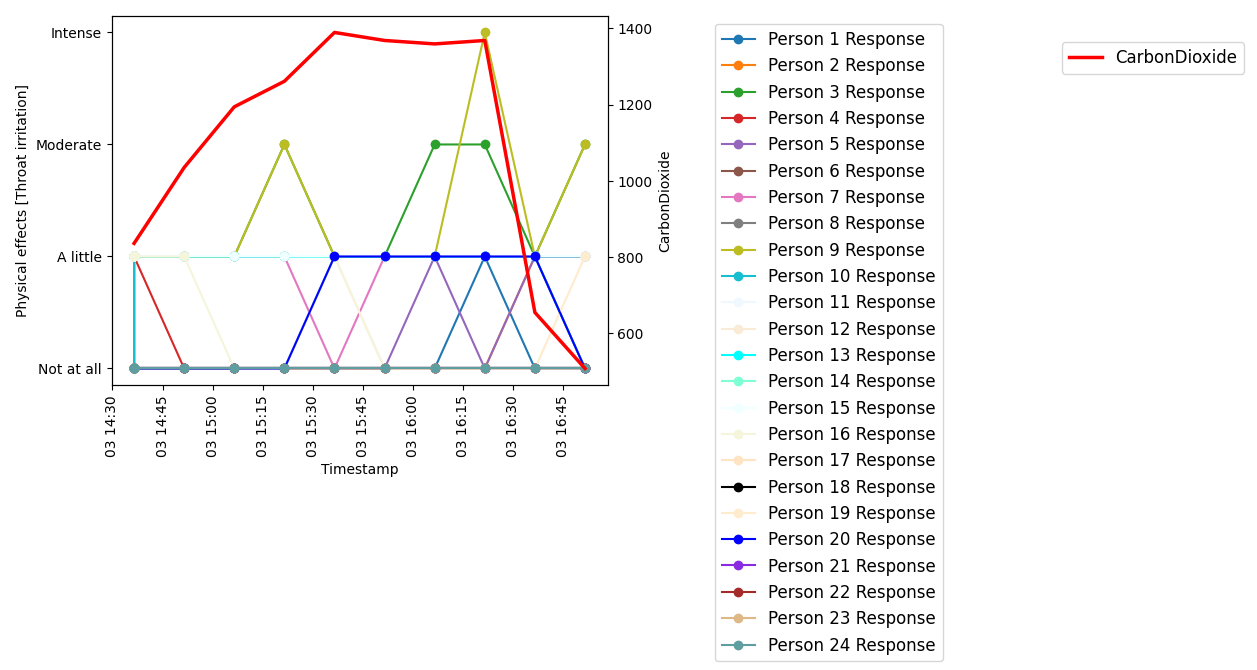 Intense
Moderate
A little
Not at all
Physical effects [Throat irritation]
1400
1200
1000
800
600
CarbonDioxide
03 14:30
03 14:45
03 15:00
03 15:15
03 15:30
03 15:45
03 16:00
03 16:15
03 16:30
03 16:45
Timestamp
Person 1 Response
Person 2 Response
Person 3 Response
Person 4 Response
Person 5 Response
Person 6 Response
Person 7 Response
Person 8 Response
Person 9 Response
Person 10 Response
Person 11 Response
Person 12 Response
Person 13 Response
Person 14 Response
Person 15 Response
Person 16 Response
Person 17 Response
Person 18 Response
Person 19 Response
Person 20 Response
Person 21 Response
Person 22 Response
Person 23 Response
Person 24 Response
CarbonDioxide